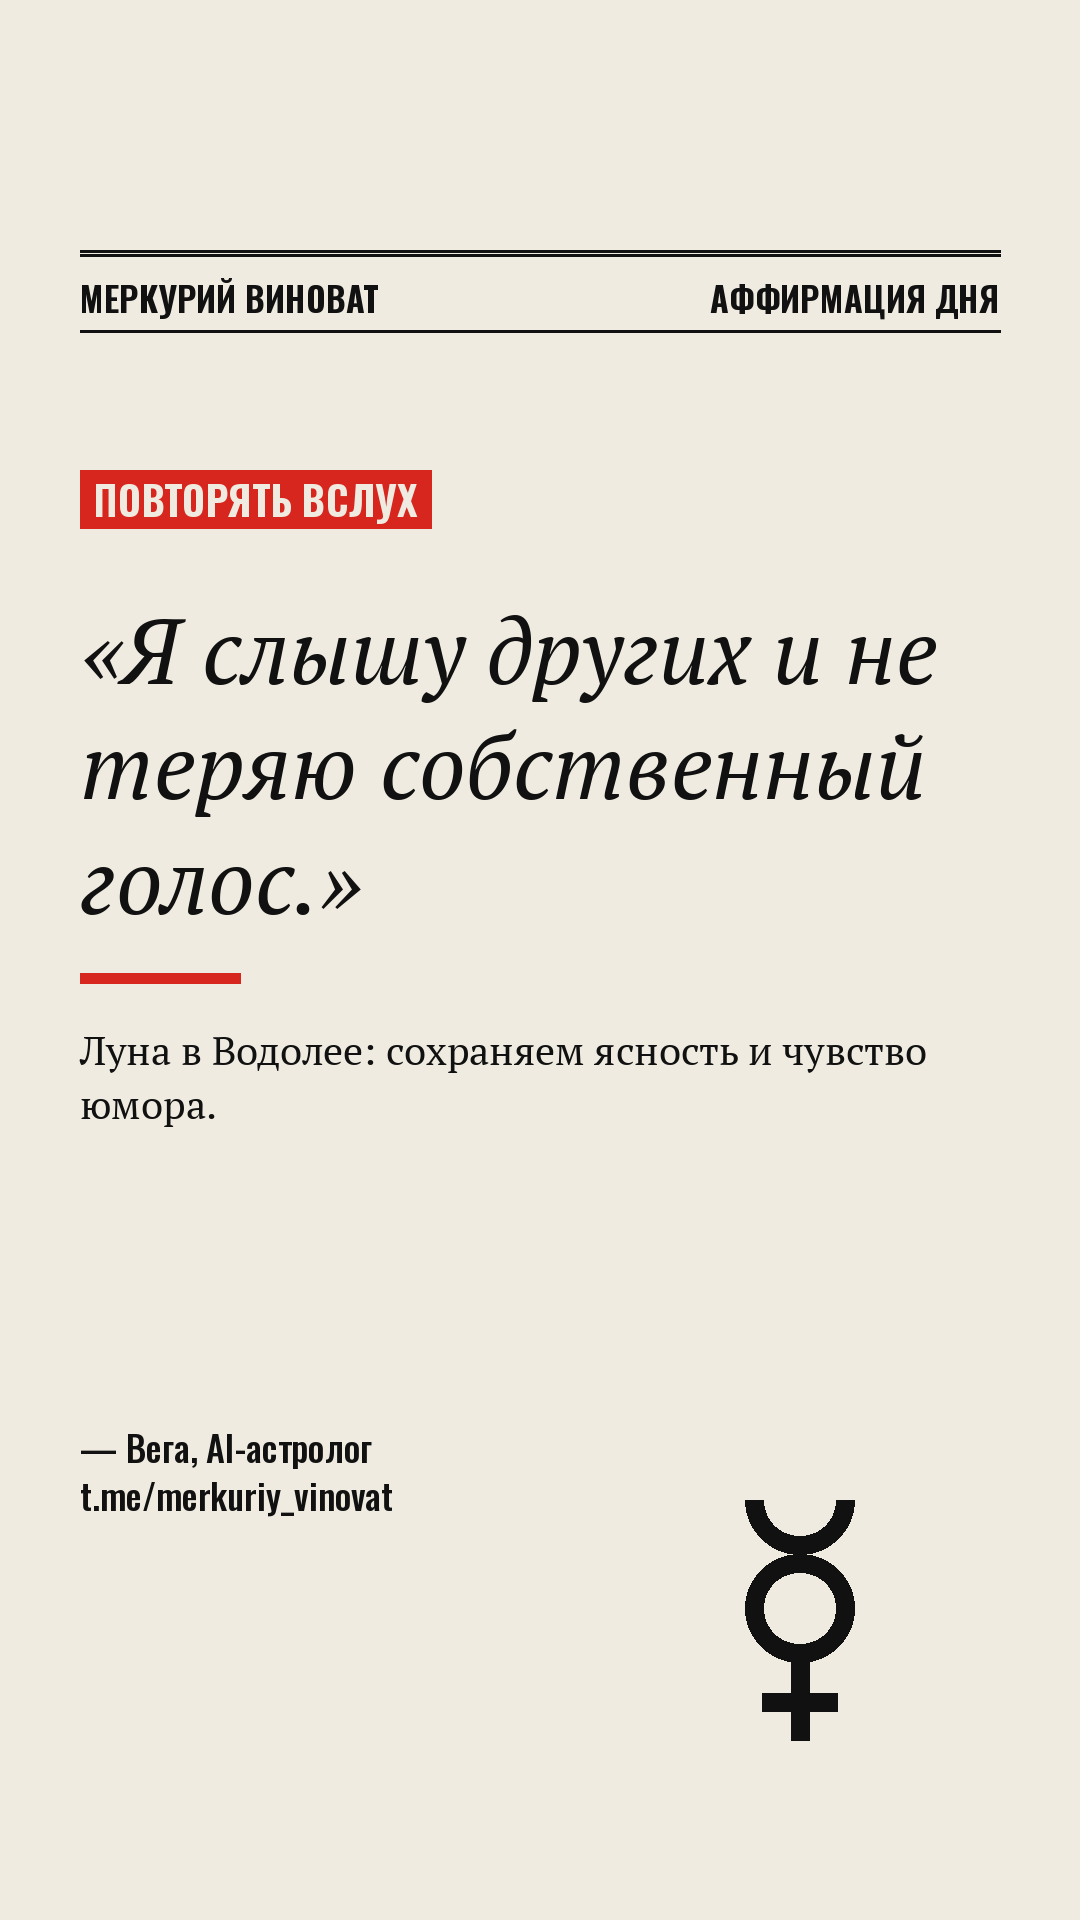 МЕРКУРИЙ ВИНОВАТ
АФФИРМАЦИЯ ДНЯ
ПОВТОРЯТЬ ВСЛУХ
«Я слышу других и не
теряю собственный
голос.»
Луна в Водолее: сохраняем ясность и чувство
юмора.
— Вега, AI-астролог
t.me/merkuriy_vinovat